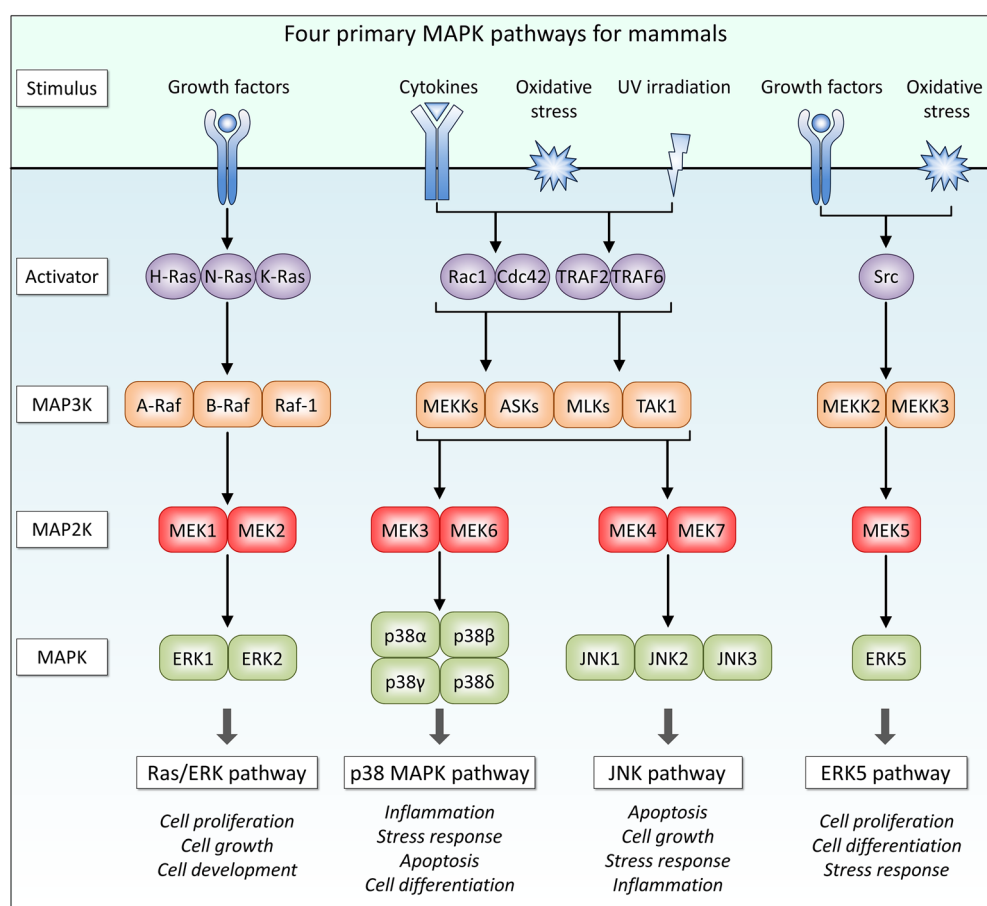 Four primary MAPK pathways for mammals
Stimulus
Growth factors
Cytokines
Oxidative
stress
UV irradiation
Growth factors
Oxidative
stress
Activator
H-Ras
N-Ras
K-Ras
Rac1
Cdc42
TRAF2
TRAF6
Src
MAP3K
A-Raf
B-Raf
Raf-1
MEKKs
ASKs
MLKs
TAK1
MEKK2
MEKK3
MAP2K
MEK1
MEK2
MEK3
MEK6
MEK4
MEK7
MEK5
MAPK
ERK1
ERK2
p38α
p38β
p38γ
p38δ
JNK1
JNK2
JNK3
ERK5
Ras/ERK pathway
Cell proliferation
Cell growth
Cell development
p38 MAPK pathway
Inflammation
Stress response
Apoptosis
Cell differentiation
JNK pathway
Apoptosis
Cell growth
Stress response
Inflammation
ERK5 pathway
Cell proliferation
Cell differentiation
Stress response